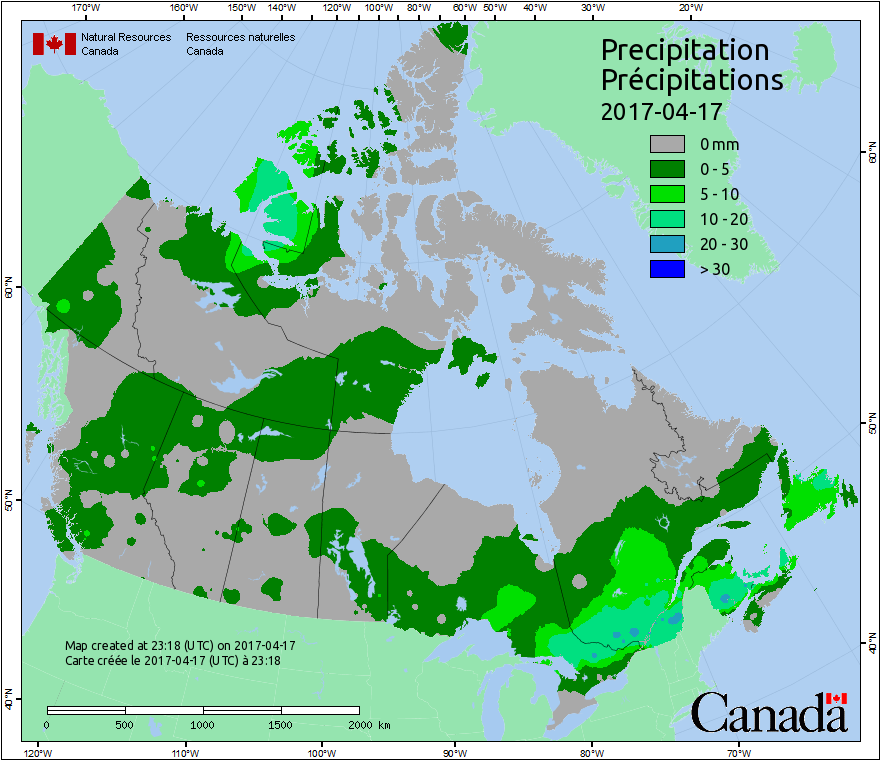 170°W 160°W 150°W 140°W 120°W 100°W 80°W 60°W 50°W 40°W 30°W 20°W
Natural Resources Ressources naturelles
Canada Canada
Precipitation
Précipitations
2017-04-17
0 mm
0 - 5
5 - 10
10 - 20
20 - 30
> 30
60°N
60°N
50°N
50°N
40°N
40°N
Map created at 23:18 (UTC) on 2017-04-17
Carte créée le 2017-04-17 (UTC) à 23:18
0 500 1000 1500 2000 km
Canada
120°W 110°W 100°W 90°W 80°W 70°W